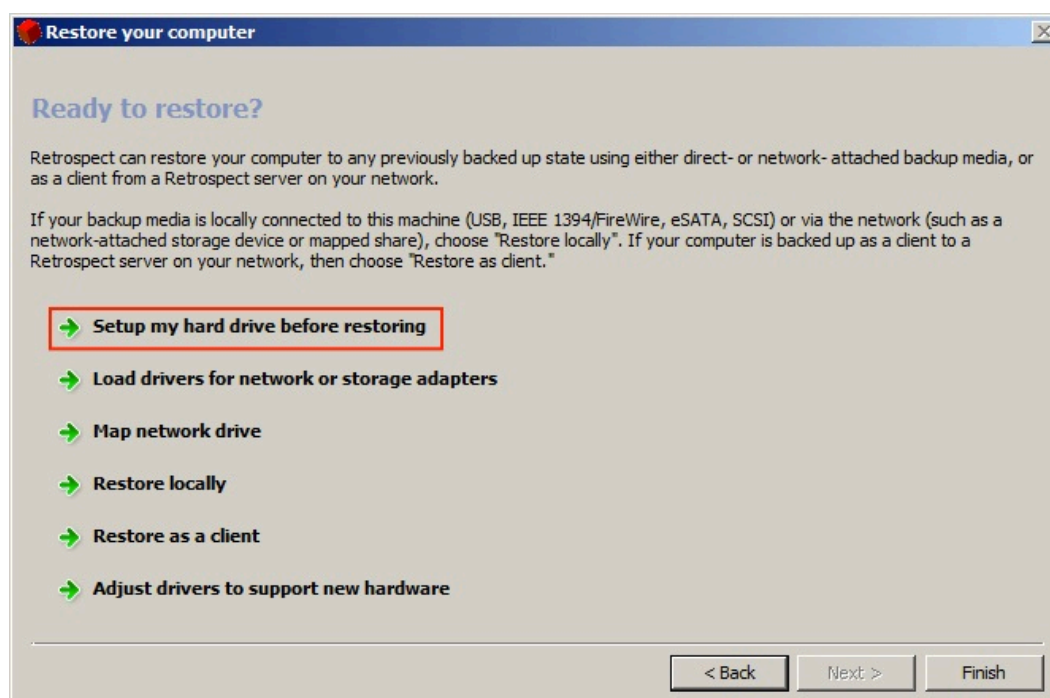 Restore your computer
Ready to restore?
Retrospect can restore your computer to any previously backed up state using either direct- or network- attached backup media, or
as a client from a Retrospect server on your network.
If your backup media is locally connected to this machine (USB, IEEE 1394/FireWire, eSATA, SCSI) or via the network (such as a
network-attached storage device or mapped share), choose "Restore locally". If your computer is backed up as a client to a
Retrospect server on your network, then choose "Restore as client."
Setup my hard drive before restoring
Load drivers for network or storage adapters
Map network drive
Restore locally
Restore as a client
Adjust drivers to support new hardware
< Back Next > Finish